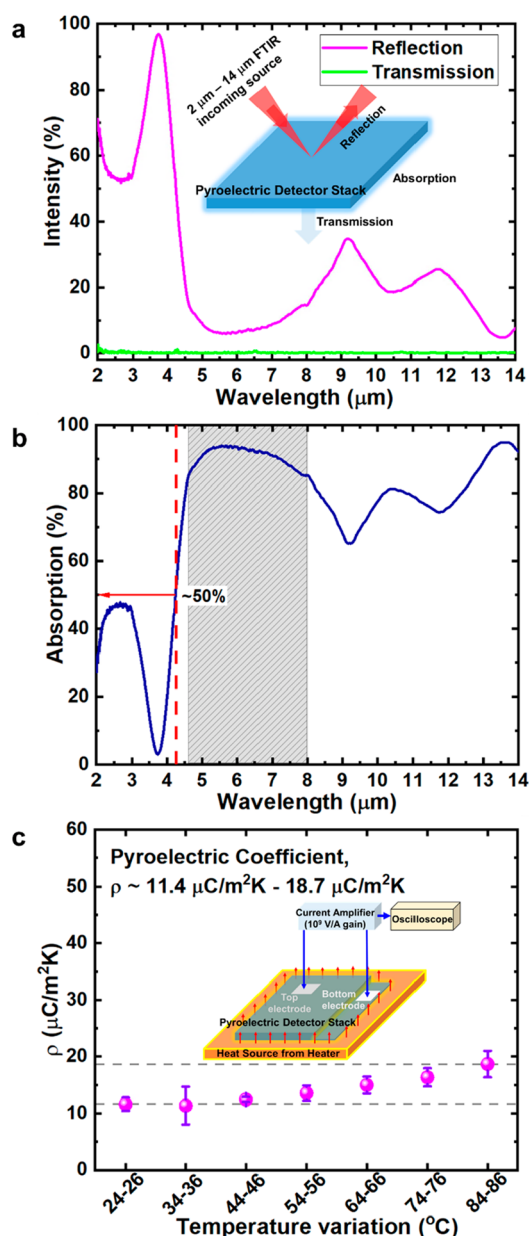 a
Reflection
Transmission
2 μm – 14 μm FTIR
incoming source
Reflection
Pyroelectric Detector Stack
Absorption
Transmission
Intensity (%)
100
80
60
40
20
0
2 3 4 5 6 7 8 9 10 11 12 13 14
Wavelength (μm)
b
Absorption (%)
100
80
60
40
20
0
~50%
2 3 4 5 6 7 8 9 10 11 12 13 14
Wavelength (μm)
c
Pyroelectric Coefficient,
ρ ~ 11.4 μC/m²K - 18.7 μC/m²K
Current Amplifier
(10⁹ V/A gain)
Oscilloscope
Top
electrode
Bottom
electrode
Pyroelectric Detector Stack
Heat Source from Heater
ρ (μC/m²K)
60
50
40
30
20
10
0
24-26 34-36 44-46 54-56 64-66 74-76 84-86
Temperature variation (°C)